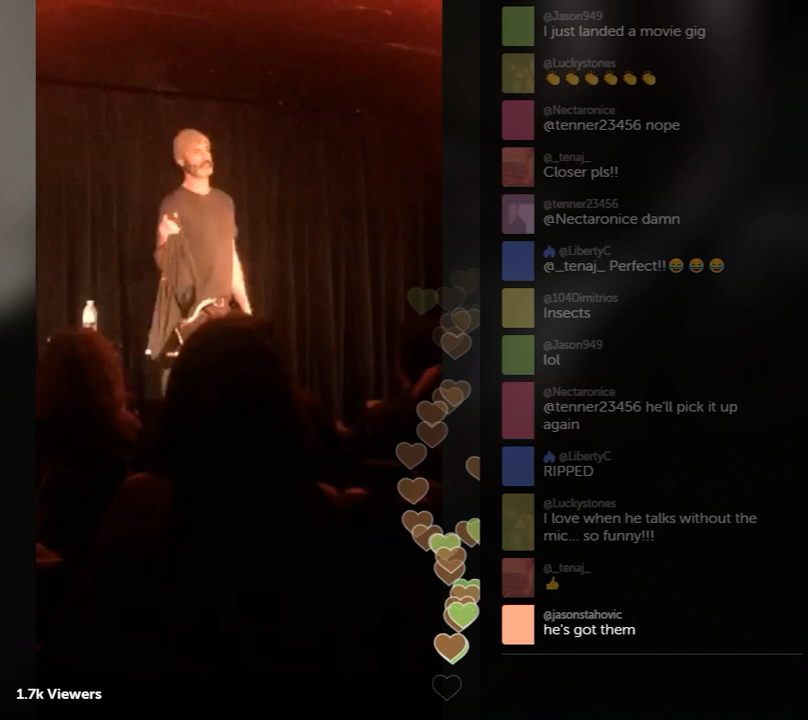 @Jason949
I just landed a movie gig
@Luckystones
👏👏👏👏👏👏
@Nectaronice
@tenner23456 nope
@_tenaj_
Closer pls!!
@tenner23456
@Nectaronice damn
🔥 @LibertyC
@_tenaj_ Perfect!!😂😂😂
@104Dimitrios
Insects
@Jason949
lol
@Nectaronice
@tenner23456 he'll pick it up
again
🔥 @LibertyC
RIPPED
@Luckystones
I love when he talks without the
mic... so funny!!!
@_tenaj_
👍
@jasonstahovic
he's got them
1.7k Viewers